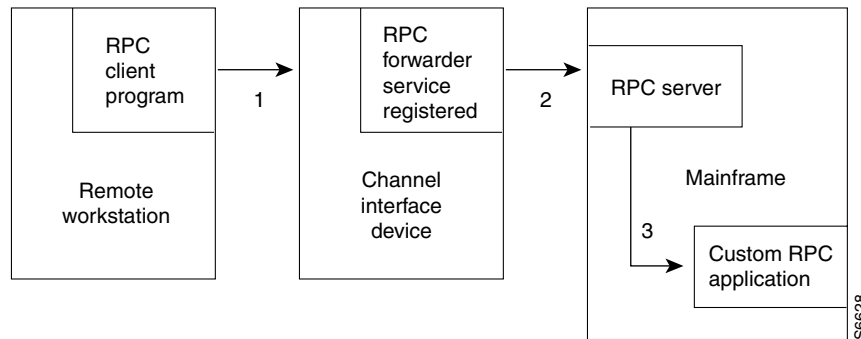 RPC
client
program
1
Remote
workstation
RPC
forwarder
service
registered
2
Channel
interface
device
RPC server
Mainframe
3
Custom RPC
application
S6628